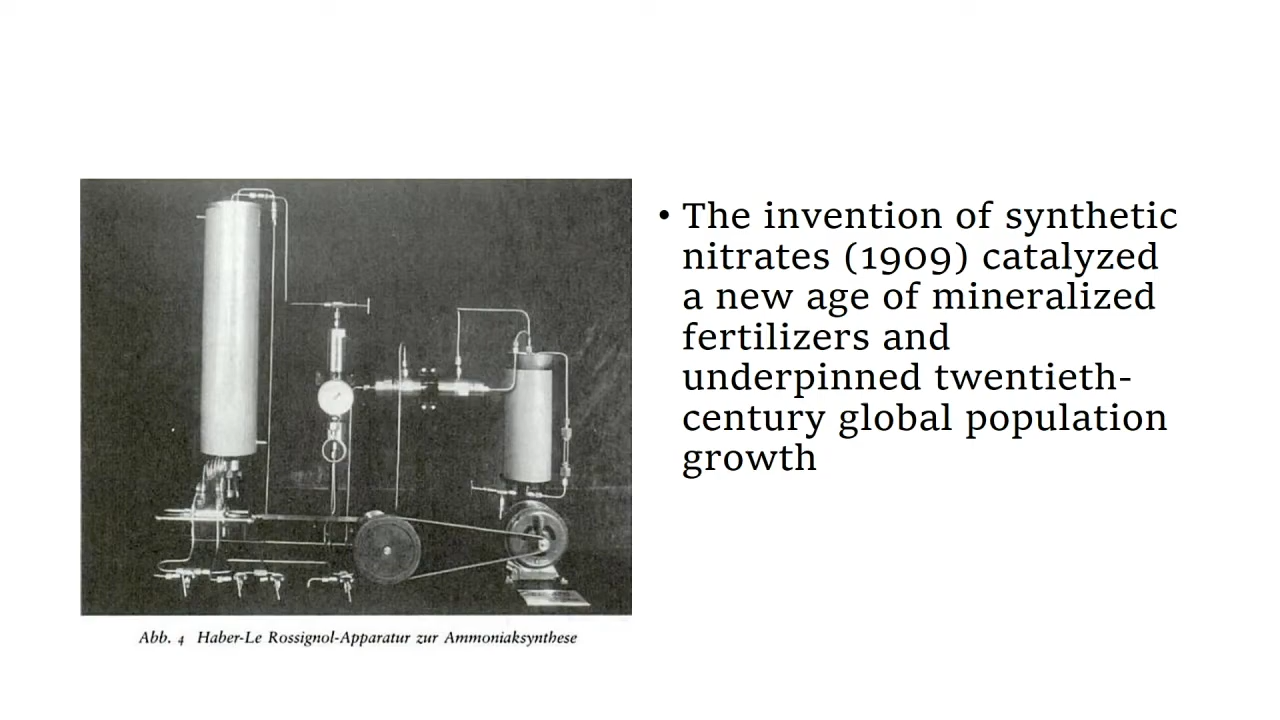 • The invention of synthetic
nitrates (1909) catalyzed
a new age of mineralized
fertilizers and
underpinned twentieth-
century global population
growth
Abb. 4 Haber-Le Rossignol-Apparatur zur Ammoniaksynthese